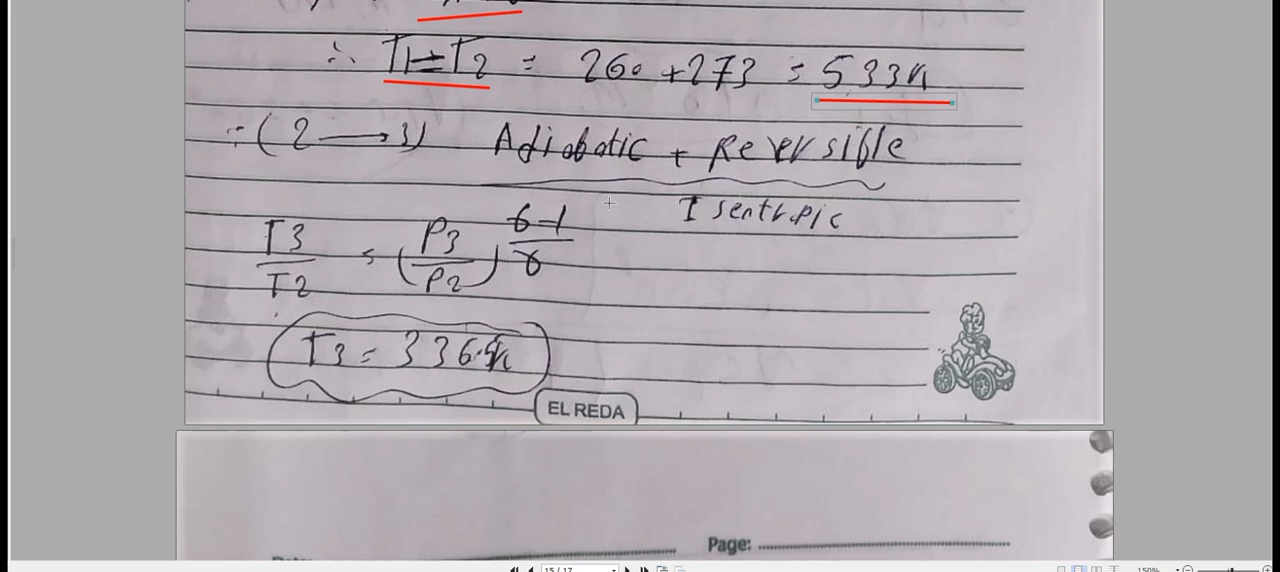 ∴ T1 = T2 = 260 + 273 = 533K
∵ (2 → 3) Adiabatic + Reversible
Isentropic
T3/T2 = (P3/P2)^(γ-1)/γ
T3 = 336.5K
EL REDA
Page:
15 / 17
150%